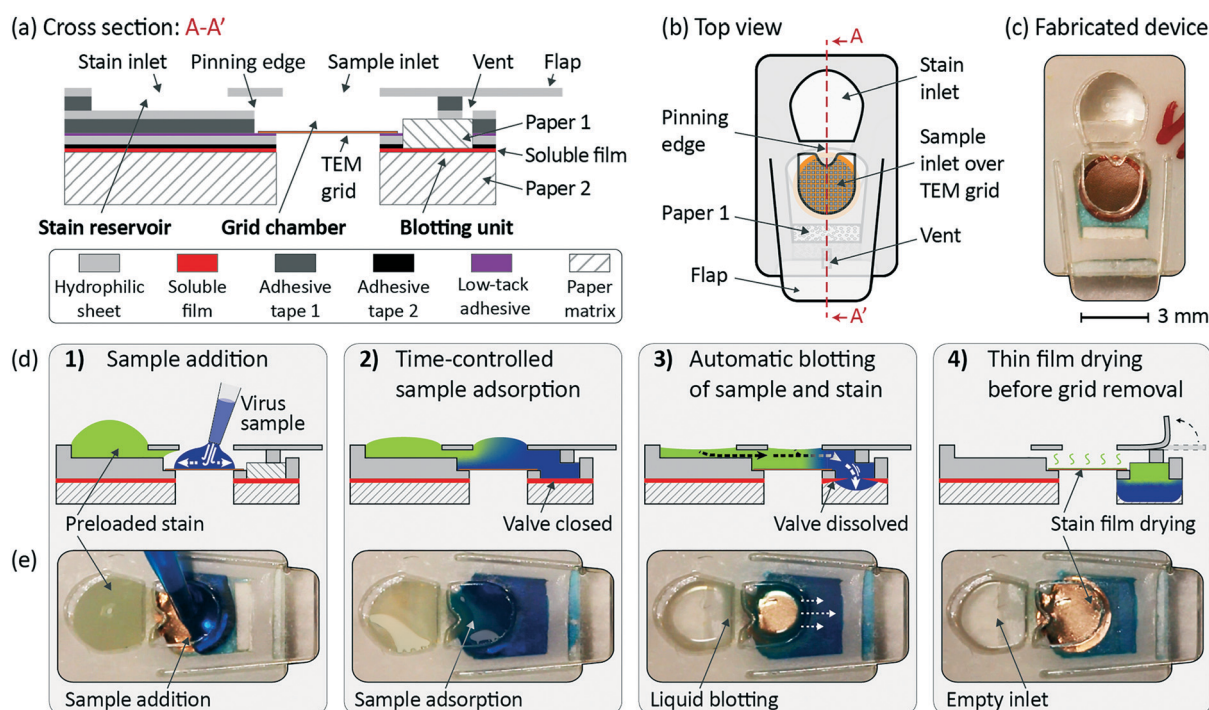 (a) Cross section: A-A'
Stain inlet
Pinning edge
Sample inlet
Vent
Flap
Paper 1
Soluble film
Paper 2
TEM
grid
Stain reservoir
Grid chamber
Blotting unit
Hydrophilic
sheet
Soluble
film
Adhesive
tape 1
Adhesive
tape 2
Low-tack
adhesive
Paper
matrix
(b) Top view
A
Stain
inlet
Pinning
edge
Sample
inlet over
TEM grid
Paper 1
Vent
Flap
A'
(c) Fabricated device
3 mm
(d)
1) Sample addition
Virus
sample
Preloaded stain
2) Time-controlled
sample adsorption
Valve closed
3) Automatic blotting
of sample and stain
Valve dissolved
4) Thin film drying
before grid removal
Stain film drying
(e)
Sample addition
Sample adsorption
Liquid blotting
Empty inlet